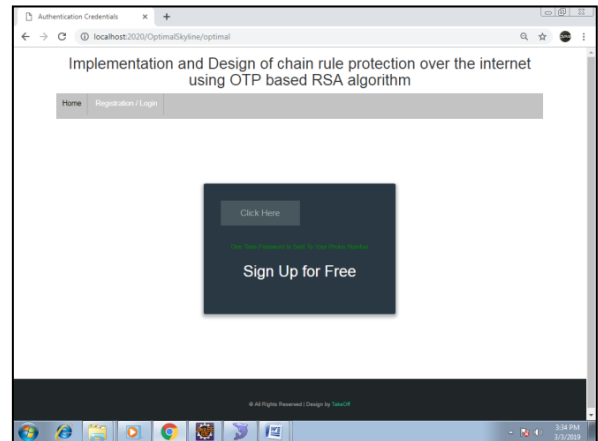 Authentication Credentials
localhost:2020/OptimalSkyline/optimal
Implementation and Design of chain rule protection over the internet
using OTP based RSA algorithm
Home Registration / Login
Click Here
One Time Password is Sent To Your Phone Number
Sign Up for Free
© All Rights Reserved | Design by TakeOff
3:34 PM
3/3/2019